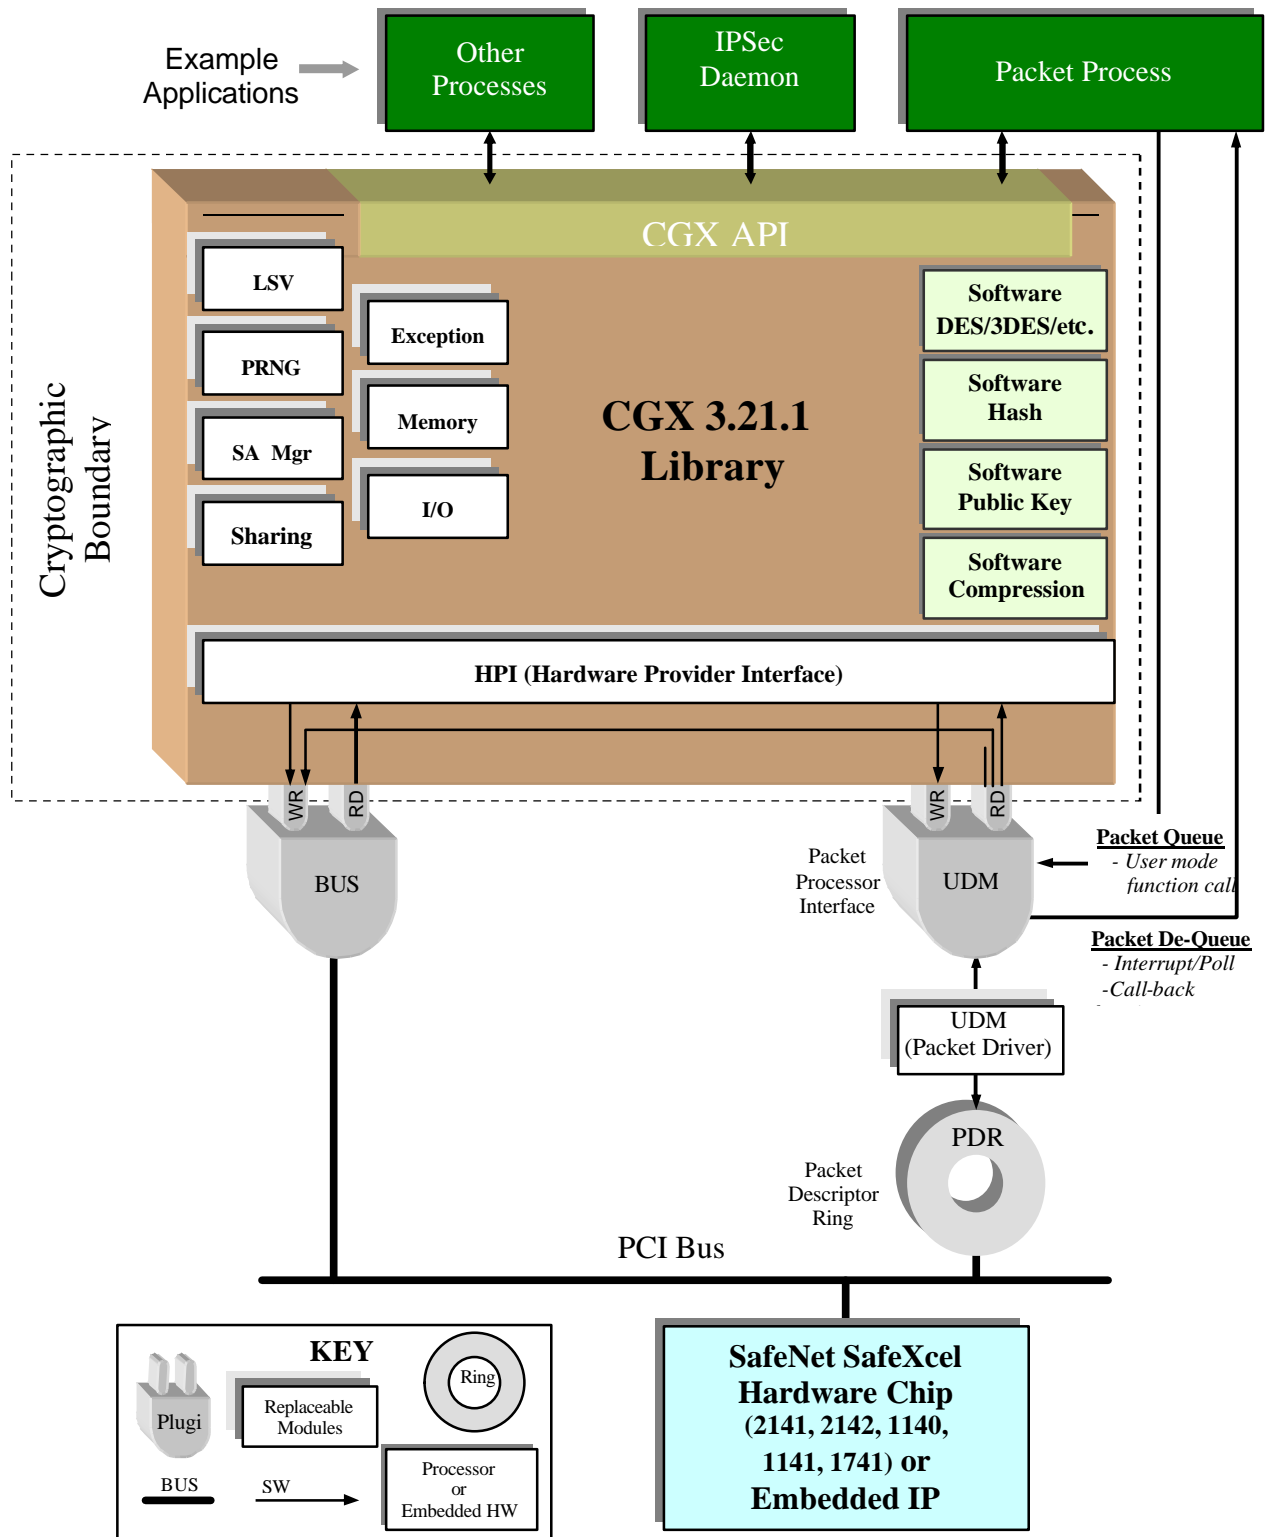 Example
Applications
Other
Processes
IPSec
Daemon
Packet Process
Cryptographic
Boundary
CGX API
LSV
PRNG
SA Mgr
Sharing
Exception
Memory
I/O
CGX 3.21.1
Library
Software
DES/3DES/etc.
Software
Hash
Software
Public Key
Software
Compression
HPI (Hardware Provider Interface)
WR
RD
WR
RD
BUS
Packet
Processor
Interface
UDM
Packet Queue
- User mode
function call
Packet De-Queue
- Interrupt/Poll
-Call-back
UDM
(Packet Driver)
PDR
Packet
Descriptor
Ring
PCI Bus
KEY
Plugi
Replaceable
Modules
Ring
BUS
SW
Processor
or
Embedded HW
SafeNet SafeXcel
Hardware Chip
(2141, 2142, 1140,
1141, 1741) or
Embedded IP